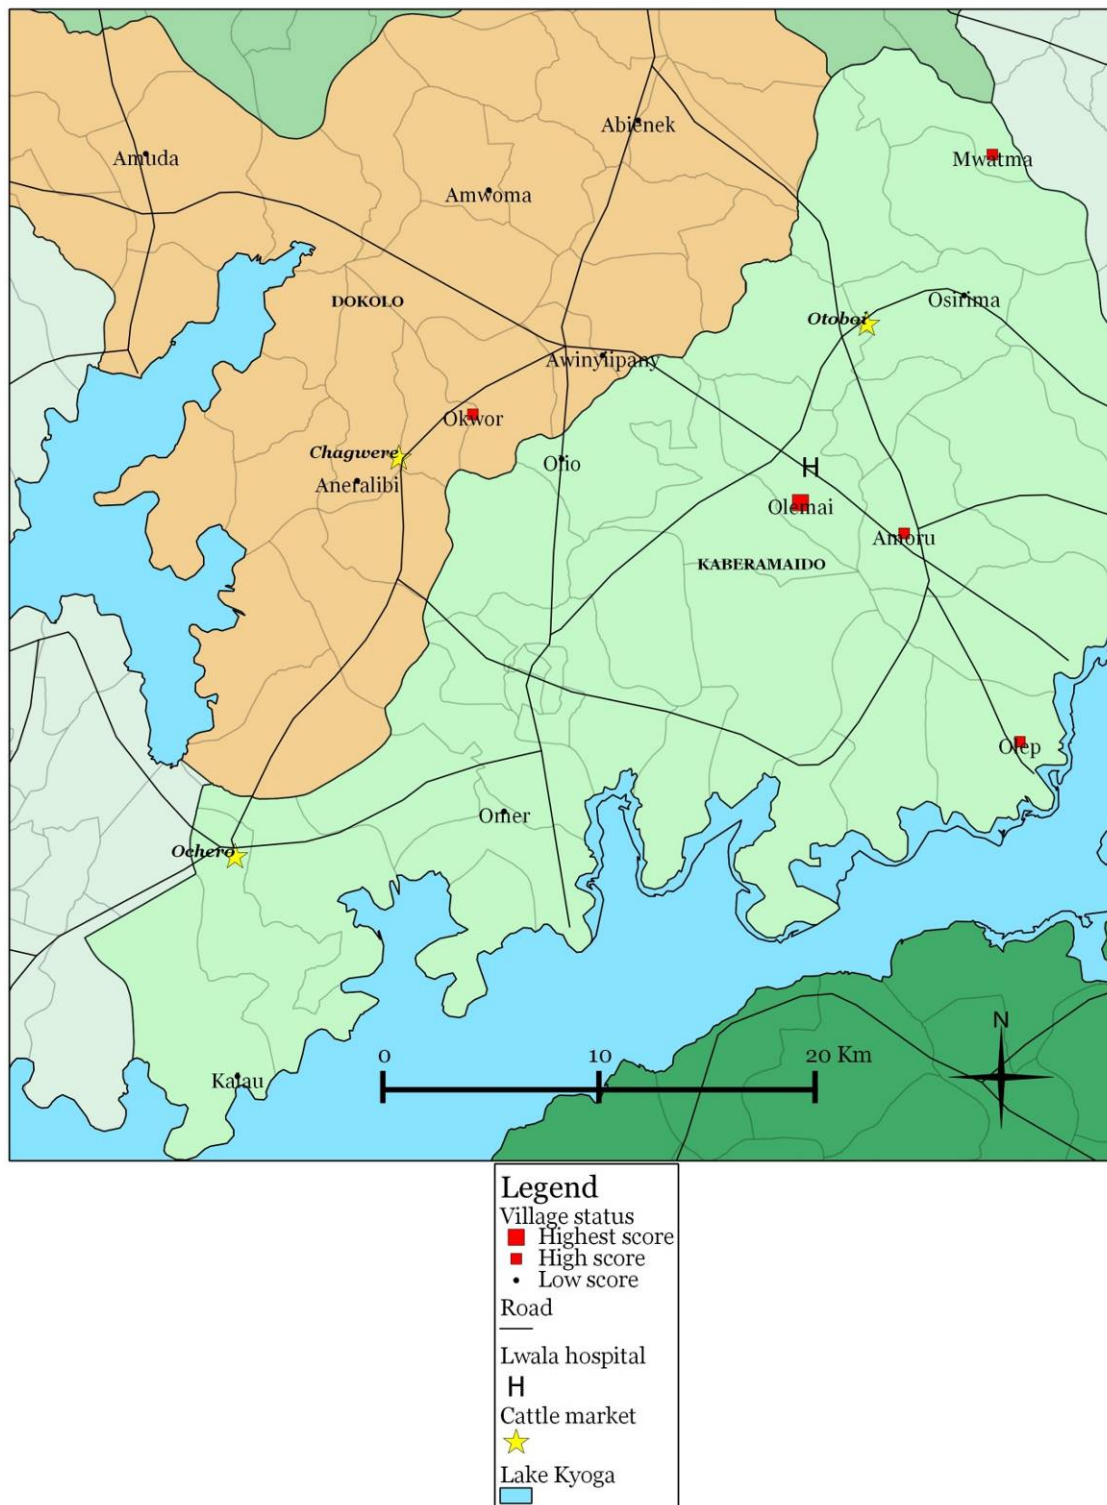 Abienek
Amuda
Mwatma
Amwoma
DOKOLO
Osirima
Otoboi
Awinyiipany
Okwor
Chagwere
Olio
H
Aneralibi
Olemai
Amoru
KABERAMAIDO
Olep
Omer
Ochero
N
0 10 20 Km
Kalau
Legend
Village status
Highest score
High score
Low score
Road
Lwala hospital
H
Cattle market
Lake Kyoga